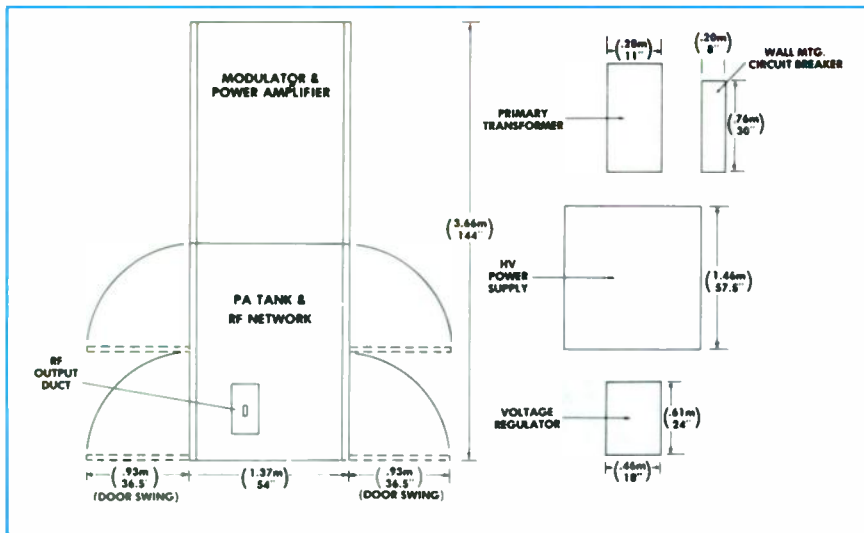 MODULATOR &
POWER AMPLIFIER
PA TANK &
RF NETWORK
RF
OUTPUT
DUCT
(.93m
36.5")
(DOOR SWING)
(1.37m
54")
(.93m
36.5")
(DOOR SWING)
(3.66m
144")
(.28m
11")
(.20m
8")
WALL MTG.
CIRCUIT BREAKER
PRIMARY
TRANSFORMER
(.76m
30")
HV
POWER
SUPPLY
(1.46m
57.5")
VOLTAGE
REGULATOR
(.61m
24")
(.46m
18")